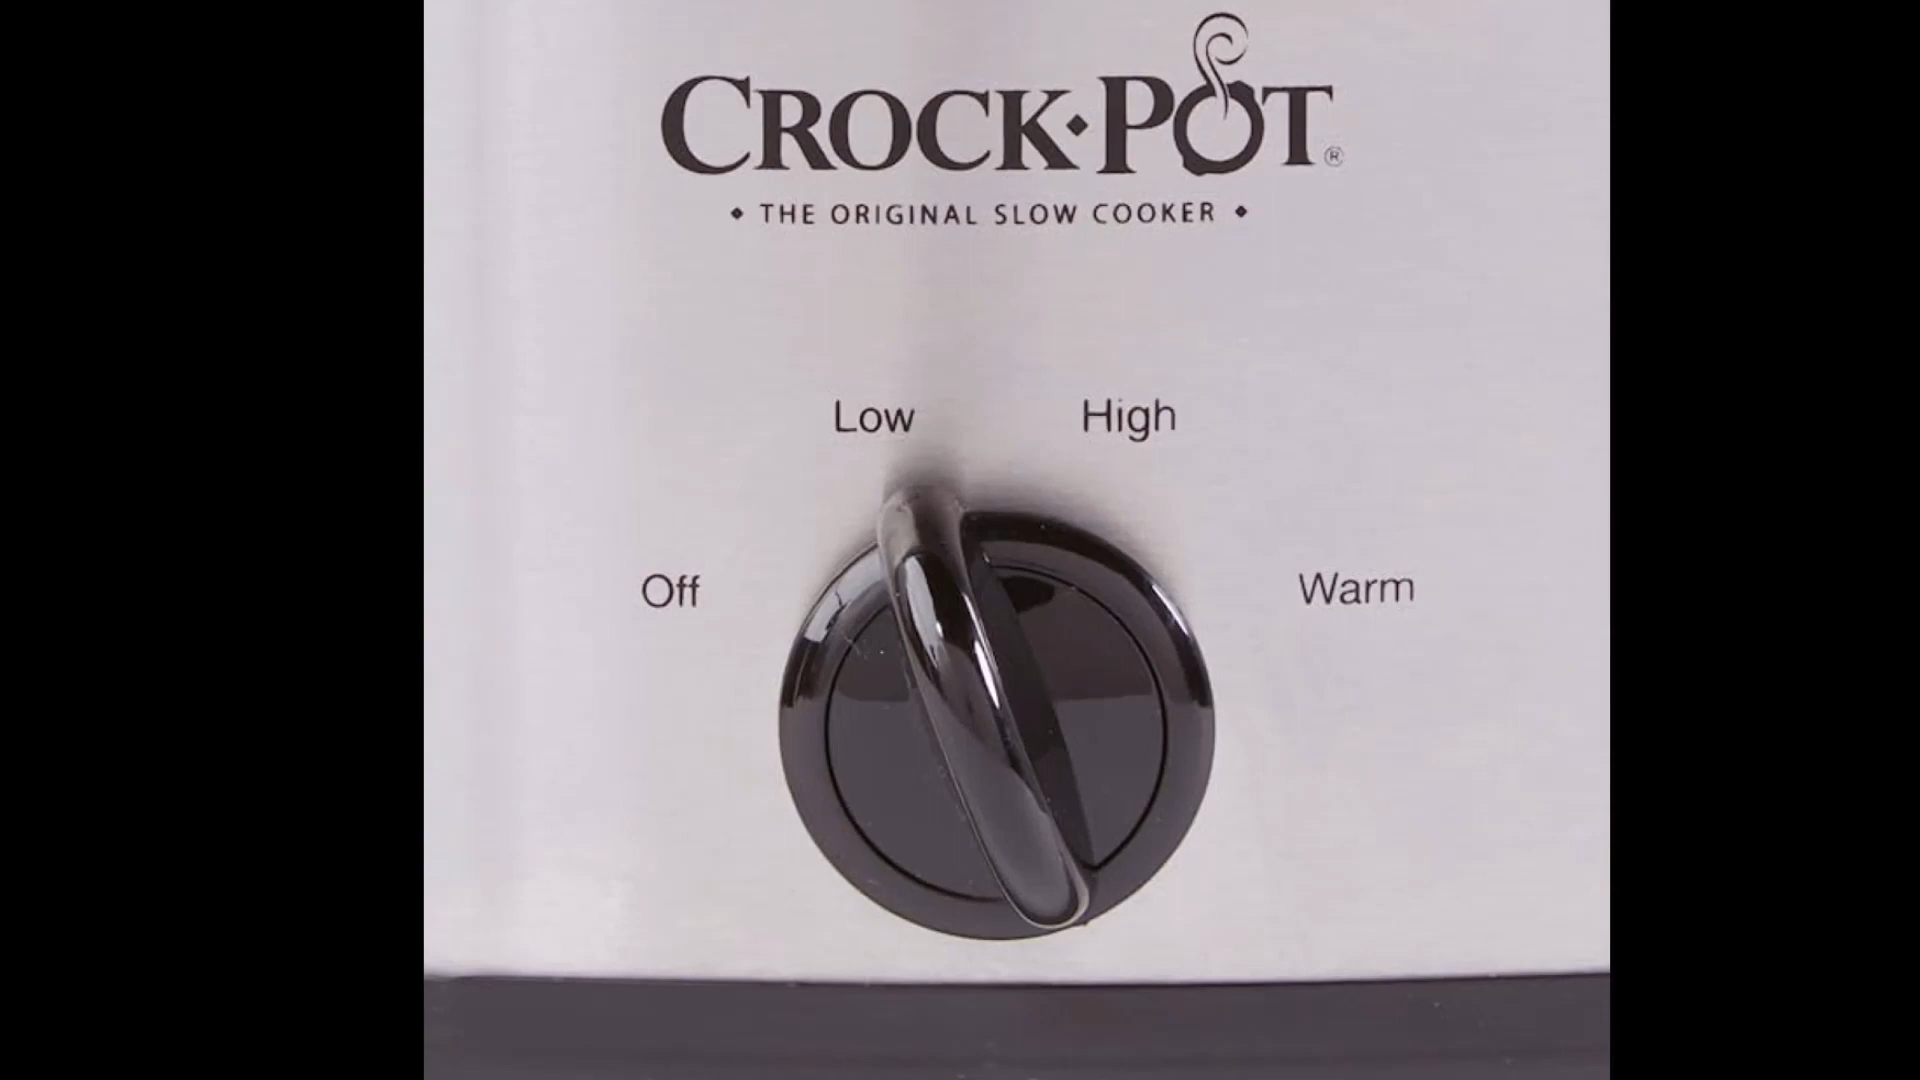 CROCK·POT®
• THE ORIGINAL SLOW COOKER •
Low High
Off Warm